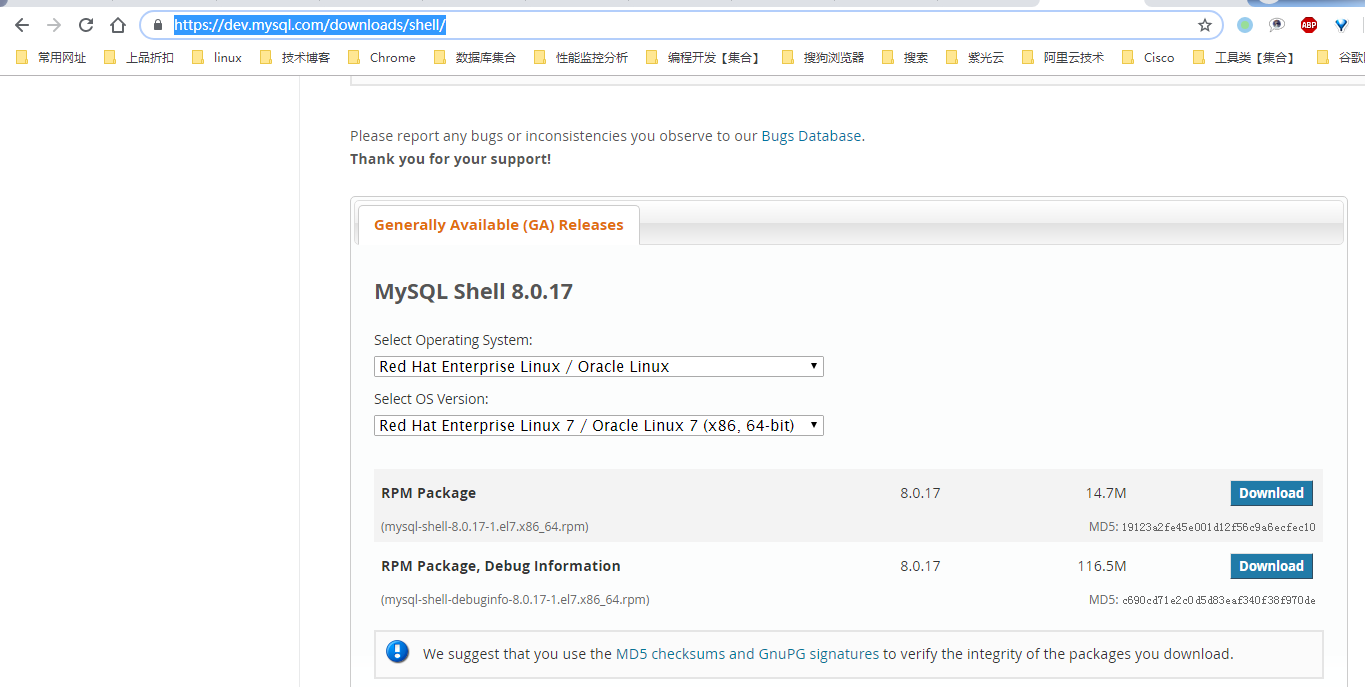 https://dev.mysql.com/downloads/shell/
ABP
常用网址 上品折扣 linux 技术博客 Chrome 数据库集合 性能监控分析 编程开发【集合】 搜狗浏览器 搜索 紫光云 阿里云技术 Cisco 工具类【集合】 谷歌
Please report any bugs or inconsistencies you observe to our Bugs Database.
Thank you for your support!
Generally Available (GA) Releases
MySQL Shell 8.0.17
Select Operating System:
Red Hat Enterprise Linux / Oracle Linux
Select OS Version:
Red Hat Enterprise Linux 7 / Oracle Linux 7 (x86, 64-bit)
RPM Package 8.0.17 14.7M Download
(mysql-shell-8.0.17-1.el7.x86_64.rpm) MD5: 19123a2fe45e001d12f56c9a6ecfec10
RPM Package, Debug Information 8.0.17 116.5M Download
(mysql-shell-debuginfo-8.0.17-1.el7.x86_64.rpm) MD5: c690cd71e2c0d5d83eaf340f38f970de
We suggest that you use the MD5 checksums and GnuPG signatures to verify the integrity of the packages you download.